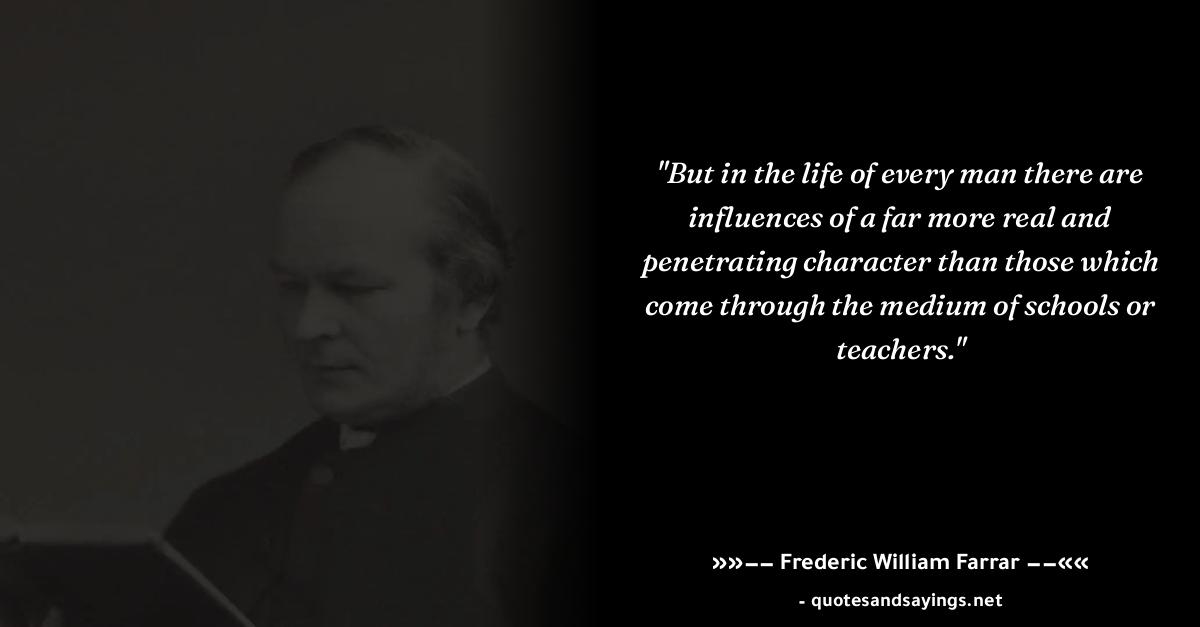 "But in the life of every man there are
influences of a far more real and
penetrating character than those which
come through the medium of schools or
teachers."
»»−− Frederic William Farrar −−««
- quotesandsayings.net